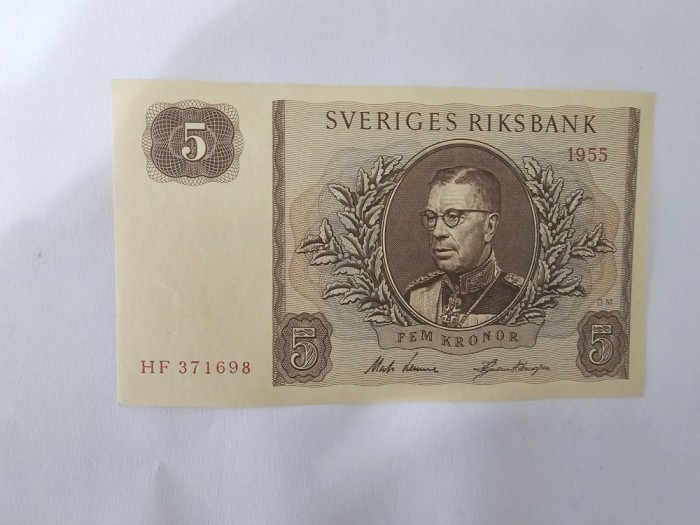 5
SVERIGES RIKSBANK
1955
D M
FEM KRONOR
5
5
HF 371698